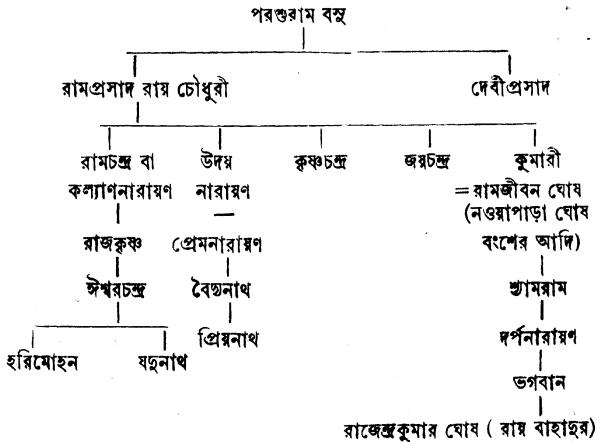 পরশুরাম বসু
রামপ্রসাদ রায় চৌধুরী দেবীপ্রসাদ
রামচন্দ্র বা উদয় কৃষ্ণচন্দ্র জয়চন্দ্র কুমারী
কল্যাণনারায়ণ নারায়ণ =রামজীবন ঘোষ
(নওয়াপাড়া ঘোষ
রাজকৃষ্ণ প্রেমনারায়ণ বংশের আদি)
ঈশ্বরচন্দ্র বৈদ্যনাথ শ্যামরাম
প্রিয়নাথ দর্পনারায়ণ
হরিমোহন যদুনাথ
ভগবান
রাজেন্দ্রকুমার ঘোষ ( রায় বাহাদুর)